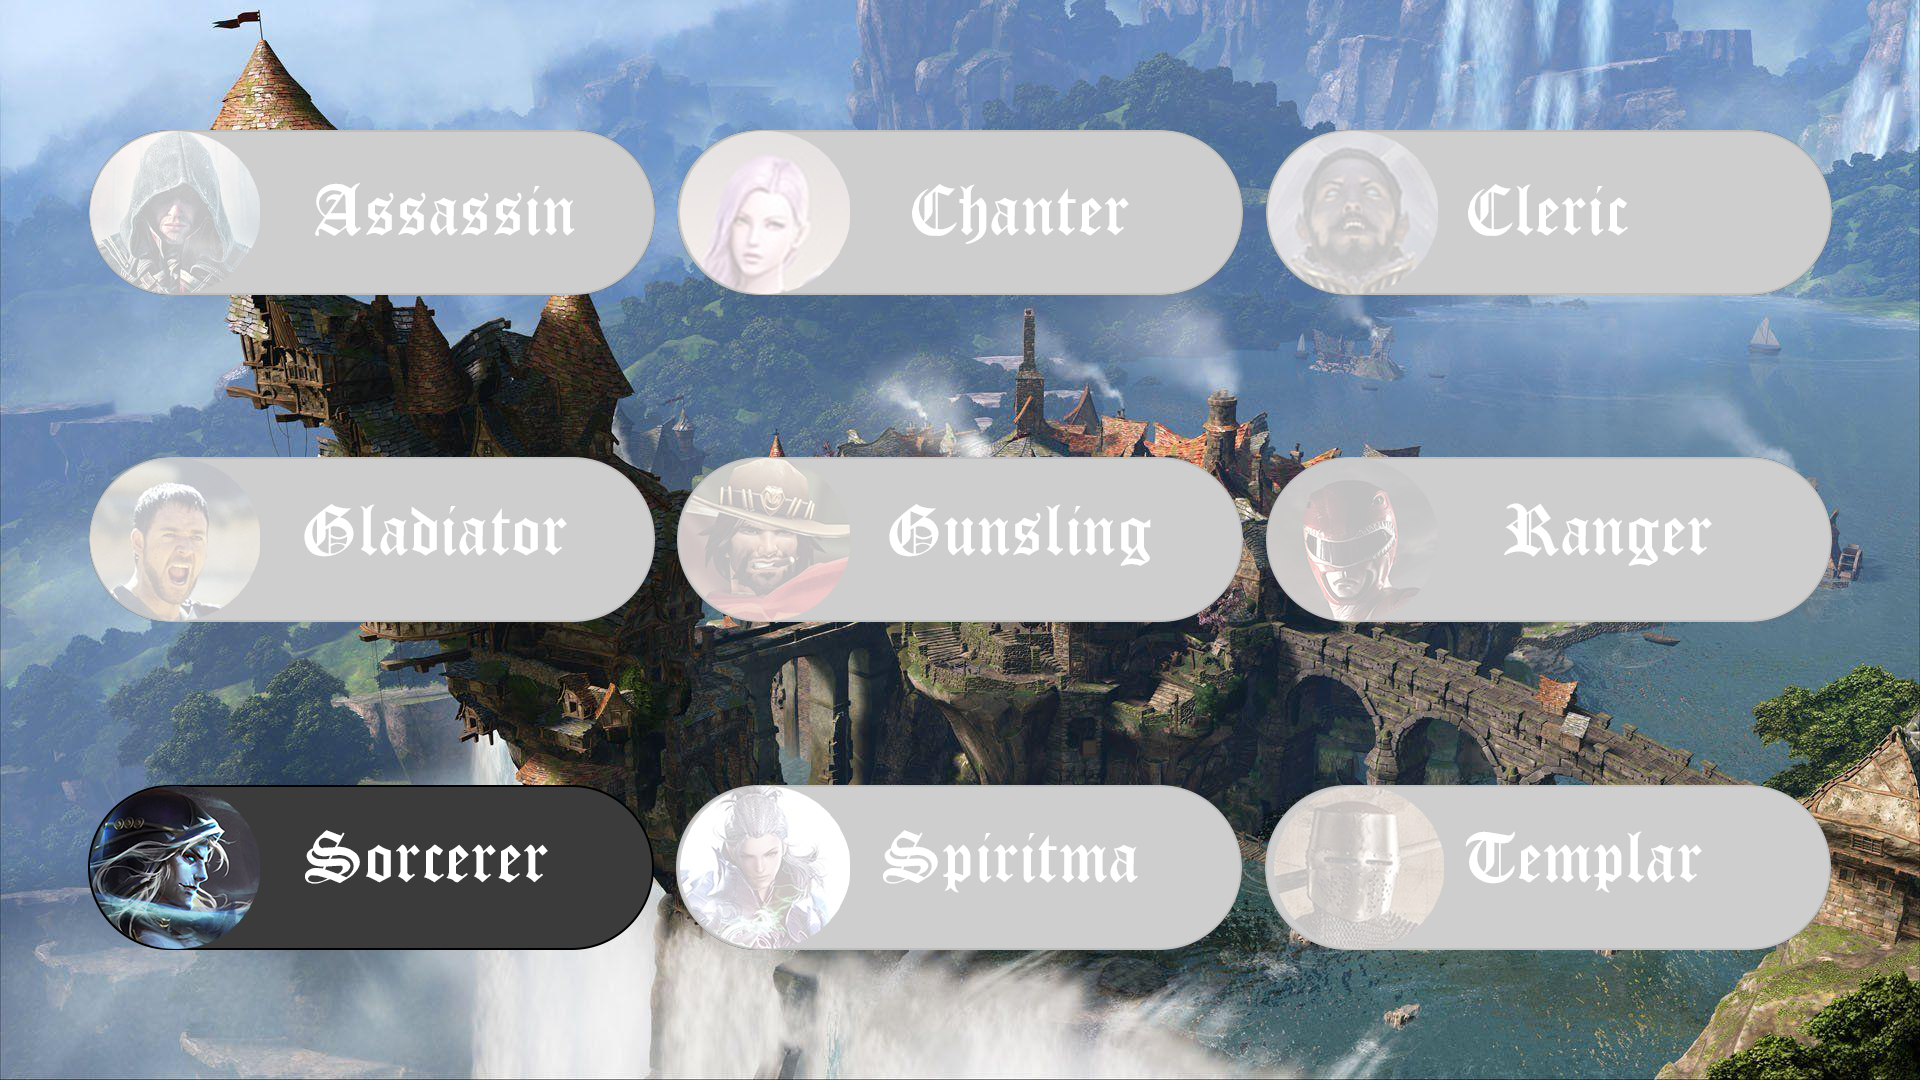 Assassin
Chanter
Cleric
Gladiator
Gunsling
Ranger
Sorcerer
Spiritma
Templar